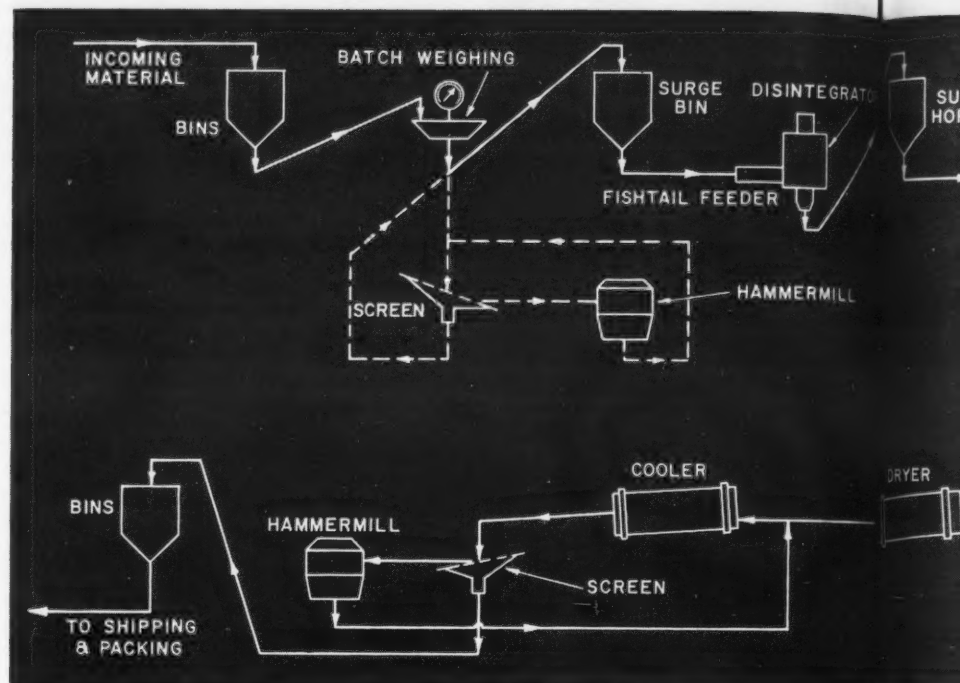 INCOMING
MATERIAL
BINS
BATCH WEIGHING
SURGE
BIN
DISINTEGRATOR
FISHTAIL FEEDER
SCREEN
HAMMERMILL
COOLER
DRYER
BINS
HAMMERMILL
SCREEN
TO SHIPPING
& PACKING